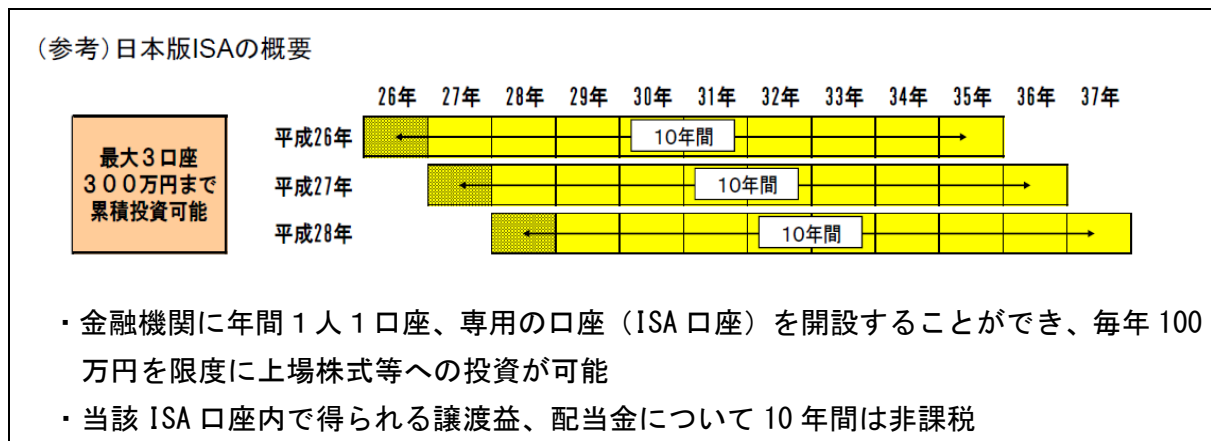 (参考)日本版ISAの概要
26年 27年 28年 29年 30年 31年 32年 33年 34年 35年 36年 37年
最大3口座
300万円まで
累積投資可能
平成26年
10年間
平成27年
10年間
平成28年
10年間
・金融機関に年間1人1口座、専用の口座(ISA口座)を開設することができ、毎年100
万円を限度に上場株式等への投資が可能
・当該ISA口座内で得られる譲渡益、配当金について10年間は非課税